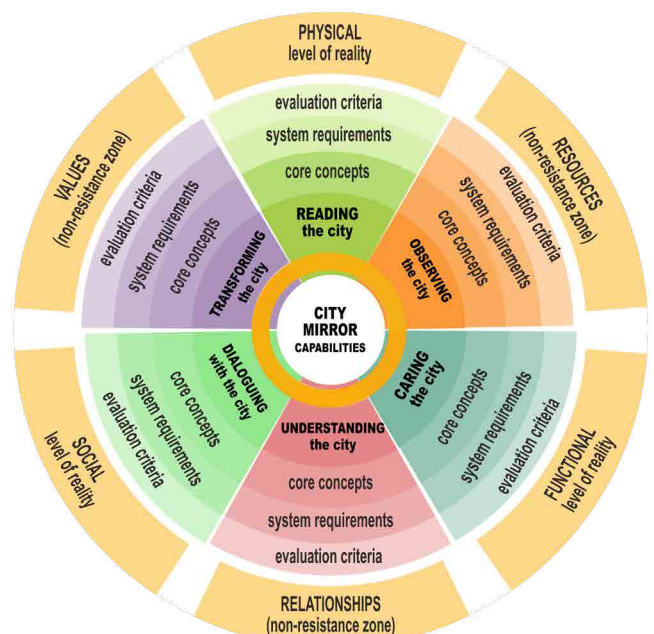 PHYSICAL
level of reality
evaluation criteria
system requirements
core concepts
READING
the city
RESOURCES
(non-resistance zone)
evaluation criteria
system requirements
core concepts
OBSERVING
the city
FUNCTIONAL
level of reality
evaluation criteria
system requirements
core concepts
CARING
the city
UNDERSTANDING
the city
core concepts
system requirements
evaluation criteria
RELATIONSHIPS
(non-resistance zone)
DIALOGUING
with the city
core concepts
system requirements
evaluation criteria
SOCIAL
level of reality
VALUES
(non-resistance zone)
evaluation criteria
system requirements
core concepts
TRANSFORMING
the city
CITY
MIRROR
CAPABILITIES